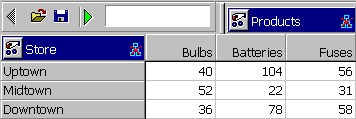 Products
Store Bulbs Batteries Fuses
Uptown 40 104 56
Midtown 52 22 31
Downtown 36 78 58